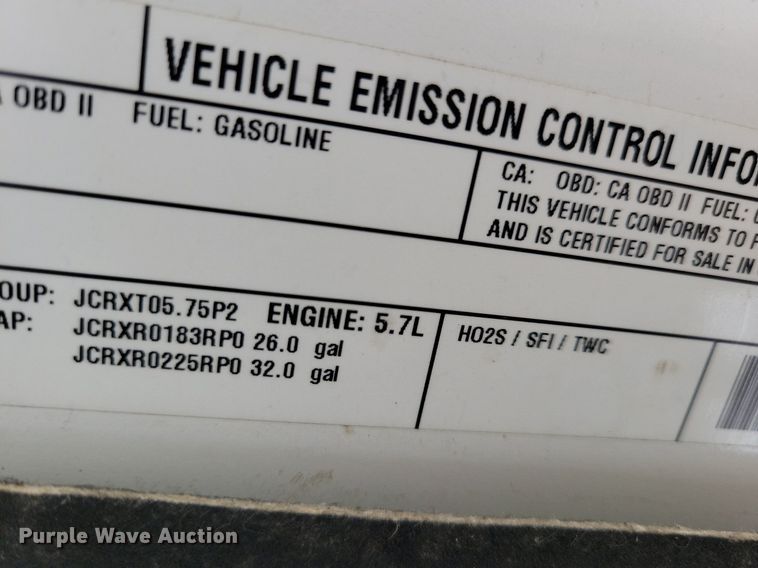 VEHICLE EMISSION CONTROL
OBD II FUEL: GASOLINE
CA: OBD: CA OBD II FUEL:
THIS VEHICLE CONFORMS TO
AND IS CERTIFIED FOR SALE IN
OUP: JCRXT05.75P2 ENGINE: 5.7L
AP: JCRXR0183RP0 26.0 gal
JCRXR0225RP0 32.0 gal
HO2S / SFI / TWC
Purple Wave Auction